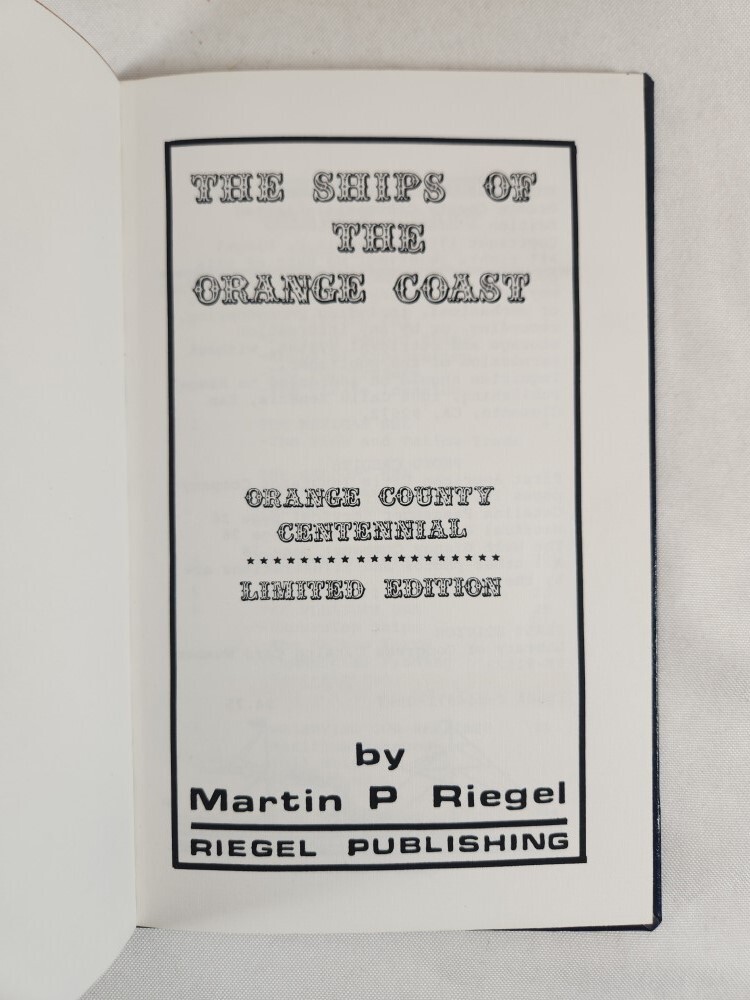 THE SHIPS OF
THE
ORANGE COAST
ORANGE COUNTY
CENTENNIAL
LIMITED EDITION
by
Martin P Riegel
RIEGEL PUBLISHING